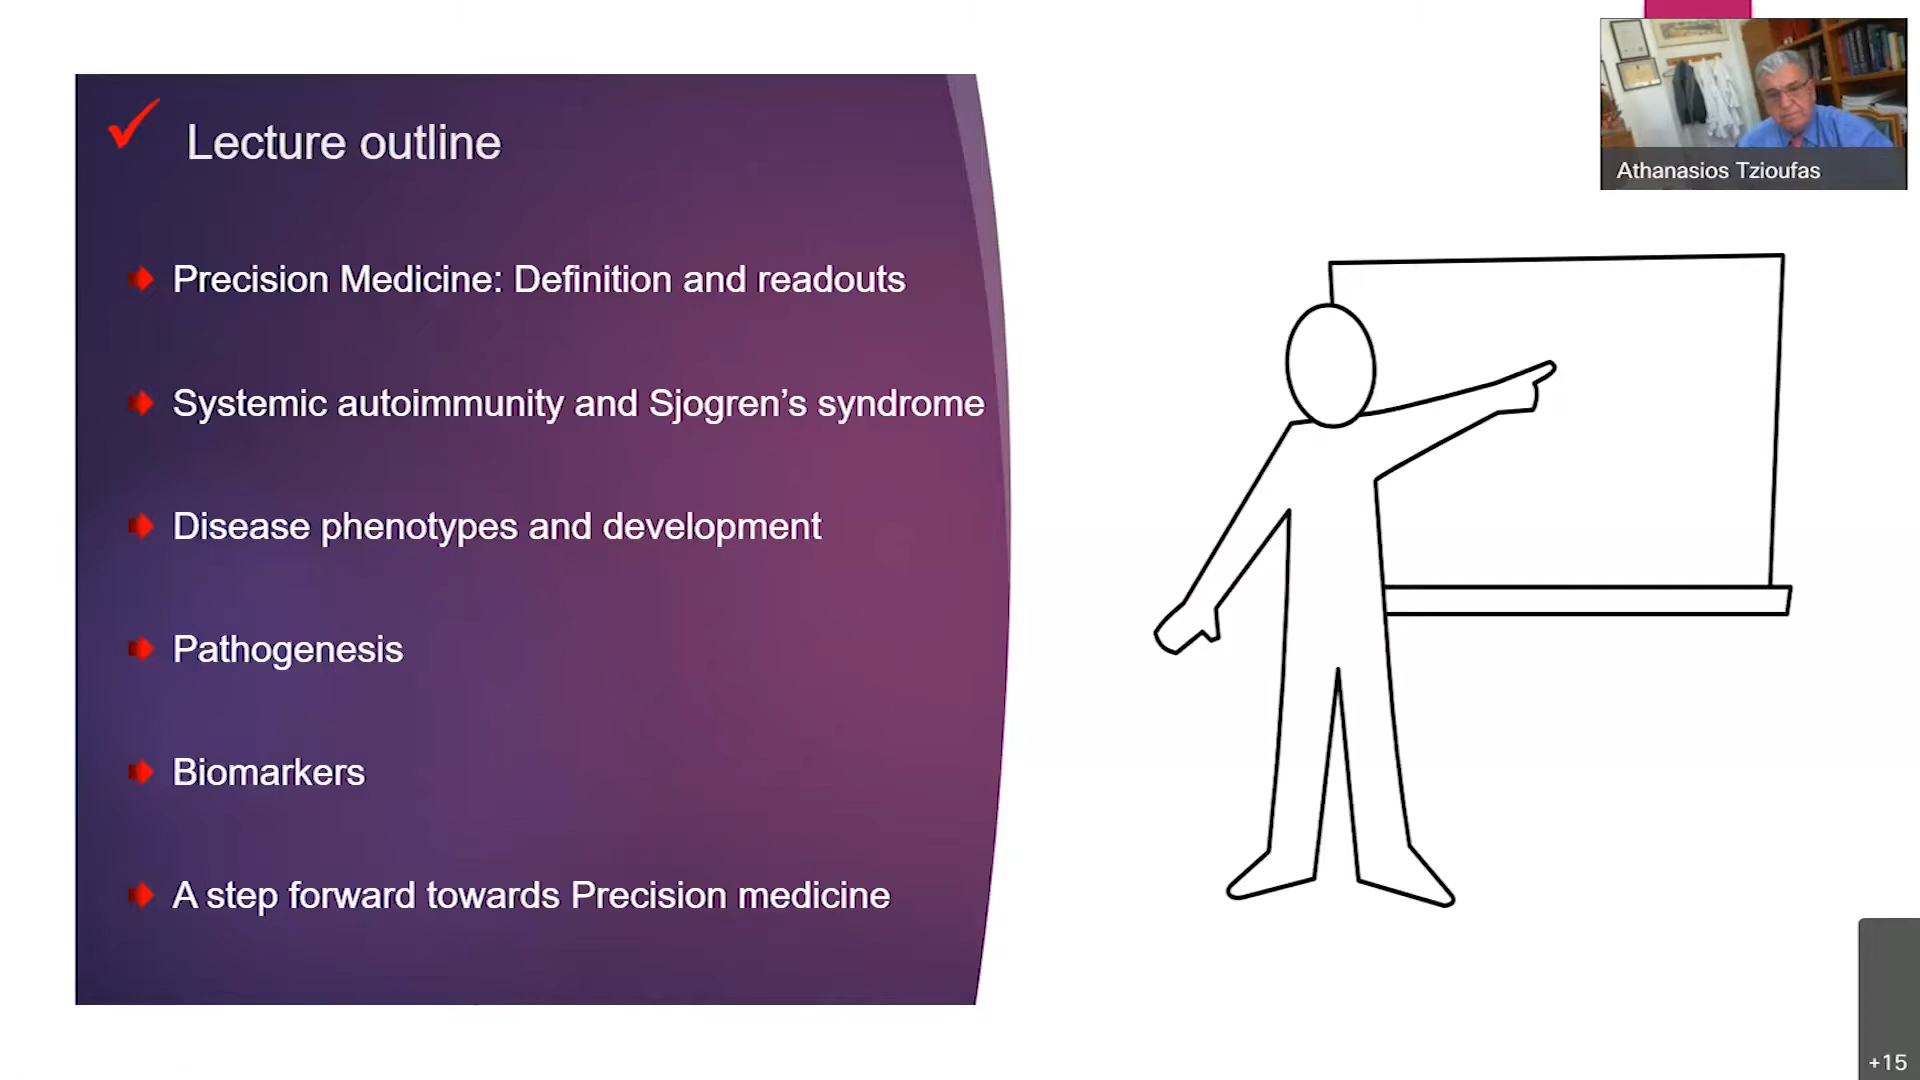 Lecture outline
Precision Medicine: Definition and readouts
Systemic autoimmunity and Sjogren’s syndrome
Disease phenotypes and development
Pathogenesis
Biomarkers
A step forward towards Precision medicine
Athanasios Tzioufas
+15